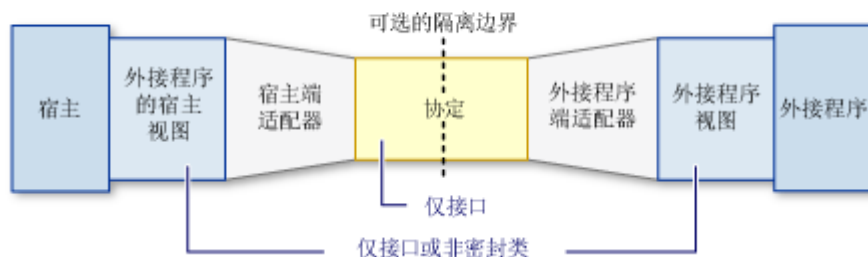 可选的隔离边界
宿主
外接程序
的宿主
视图
宿主端
适配器
协定
外接程序
端适配器
外接程序
视图
外接程序
仅接口
仅接口或非密封类